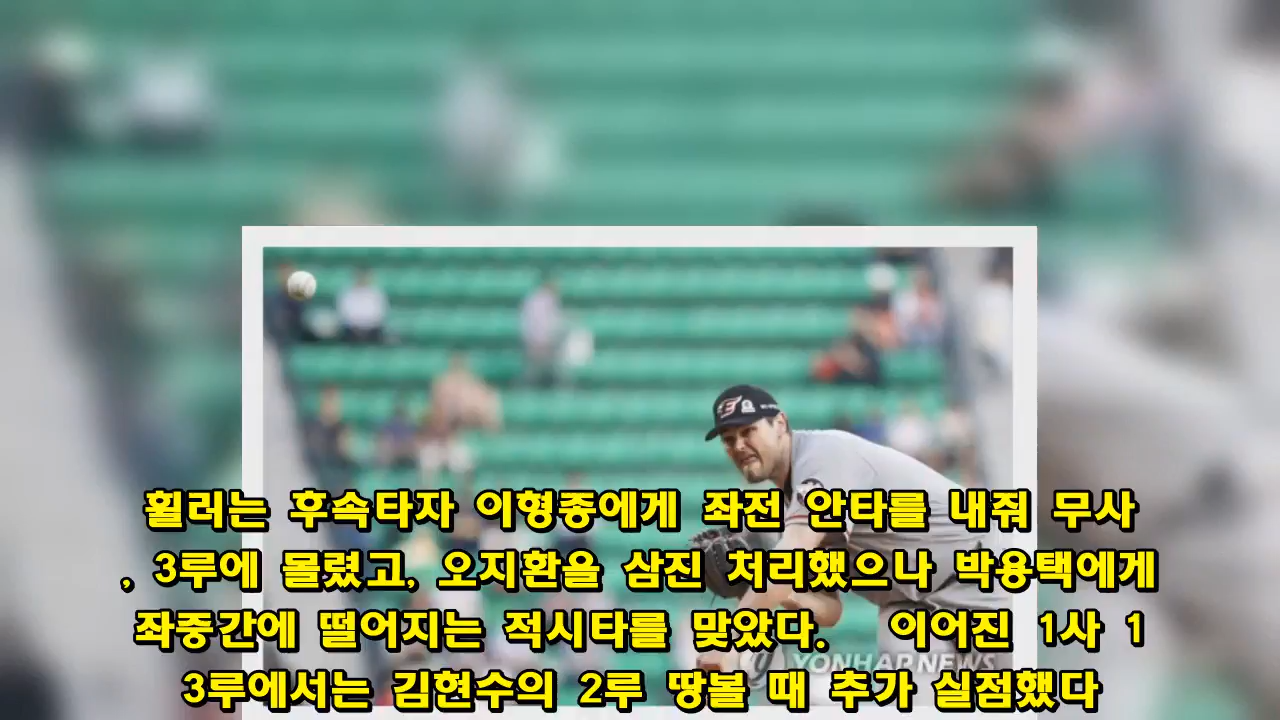 휠러는 후속타자 이형종에게 좌전 안타를 내줘 무사
, 3루에 몰렸고, 오지환을 삼진 처리했으나 박용택에게
좌중간에 떨어지는 적시타를 맞았다. 이어진 1사 1
3루에서는 김현수의 2루 땅볼 때 추가 실점했다
YONHAP NEWS